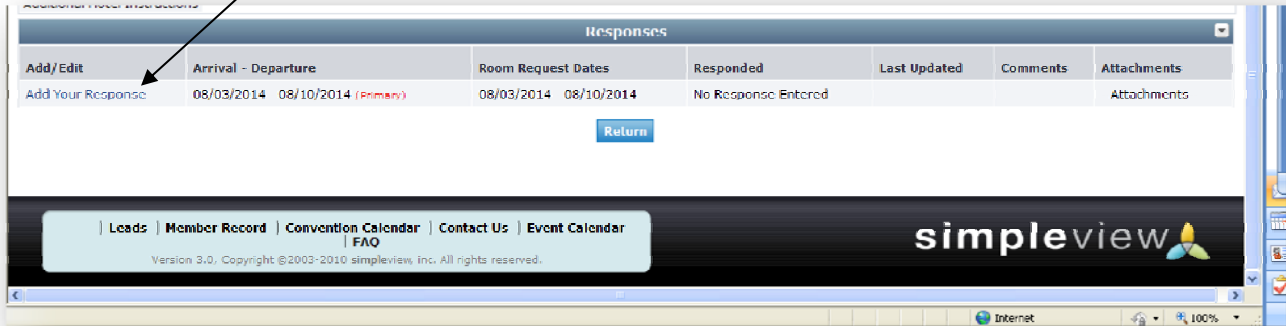 Additional Hotel Instructions
Responses
Add/Edit Arrival - Departure Room Request Dates Responded Last Updated Comments Attachments
Add Your Response 08/03/2014 08/10/2014 (Primary) 08/03/2014 08/10/2014 No Response Entered Attachments
Return
| Leads | Member Record | Convention Calendar | Contact Us | Event Calendar
| FAQ
Version 3.0, Copyright ©2003-2010 simpleview, inc. All rights reserved.
simpleview
Internet 100%